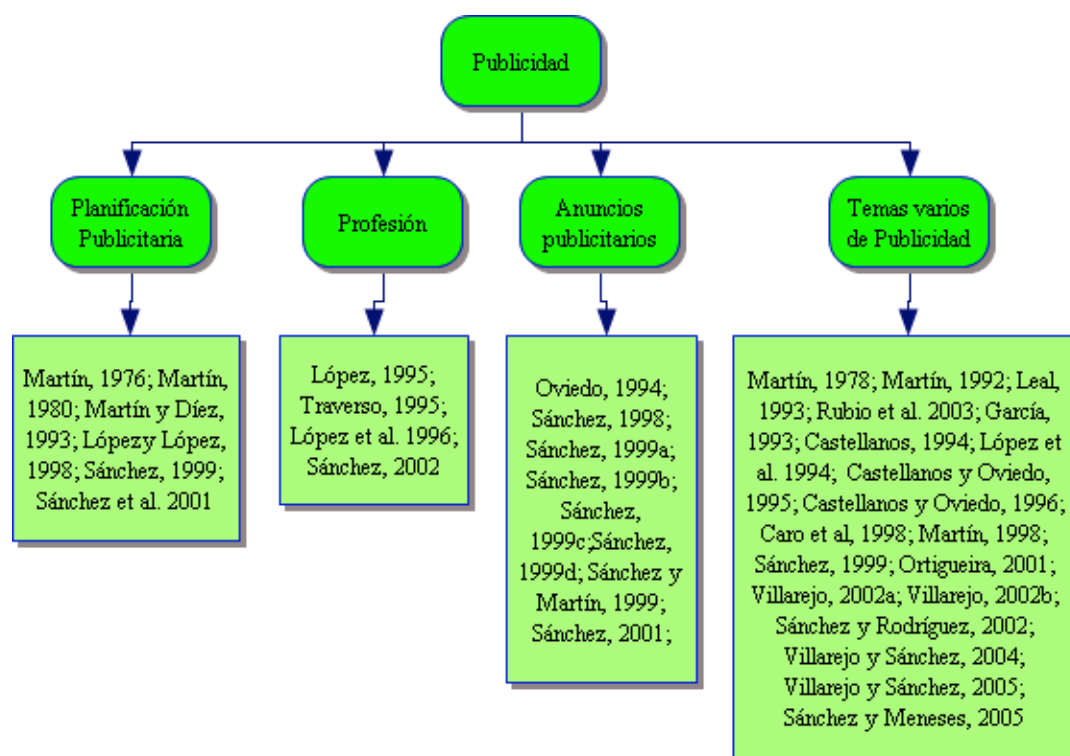 Publicidad
Planificación
Publicitaria
Profesión
Anuncios
publicitarios
Temas varios
de Publicidad
Martín, 1976; Martín,
1980; Martín y Díez,
1993; Lópezy López,
1998; Sánchez, 1999;
Sánchez et al. 2001
López, 1995;
Traverso, 1995;
López et al. 1996;
Sánchez, 2002
Oviedo, 1994;
Sánchez, 1998;
Sánchez, 1999a;
Sánchez, 1999b;
Sánchez,
1999c;Sánchez,
1999d; Sánchez y
Martín, 1999;
Sánchez, 2001;
Martín, 1978; Martín, 1992; Leal,
1993; Rubio et al. 2003; García,
1993; Castellanos, 1994; López et
al. 1994;  Castellanos y Oviedo,
1995; Castellanos y Oviedo, 1996;
Caro et al, 1998; Martín, 1998;
Sánchez, 1999; Ortigueira, 2001;
Villarejo, 2002a; Villarejo, 2002b;
Sánchez y Rodríguez, 2002;
Villarejo y Sánchez, 2004;
Villarejo y Sánchez, 2005;
Sánchez y Meneses, 2005